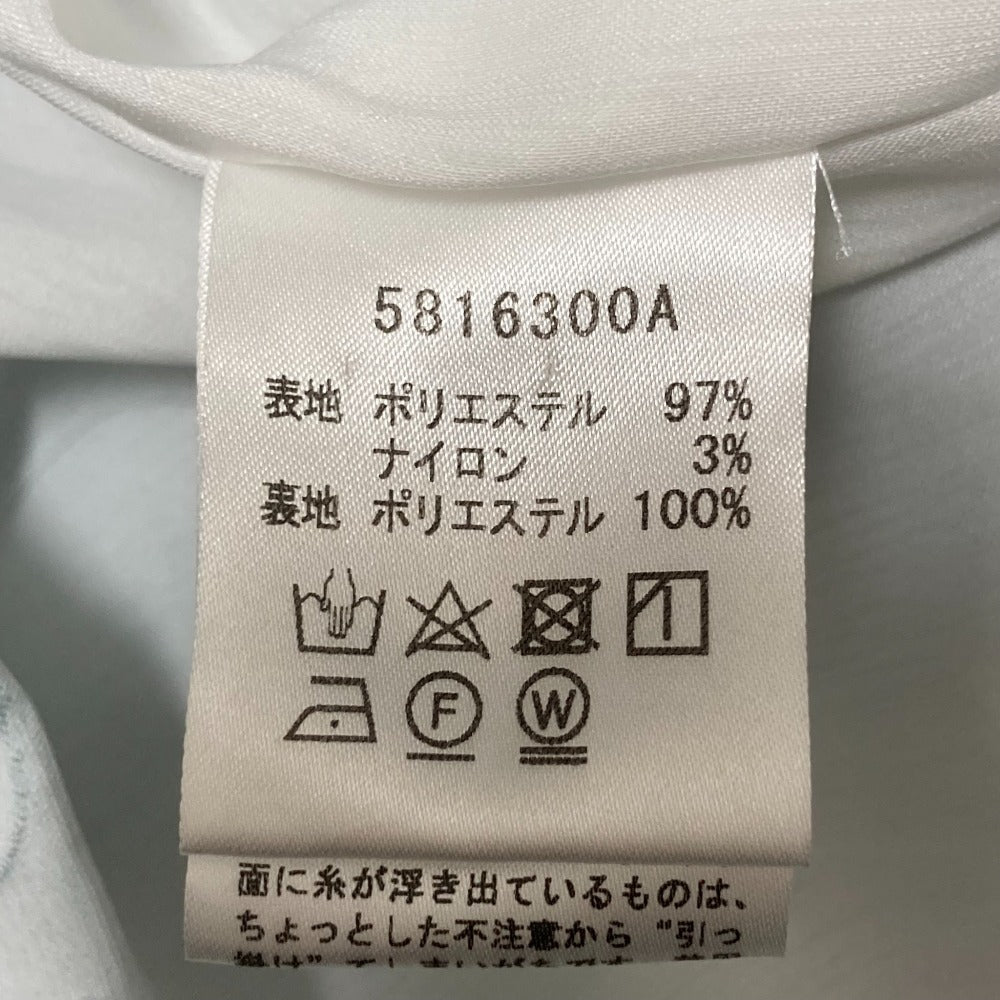 5816300A
表地 ポリエステル 97%
ナイロン 3%
裏地 ポリエステル 100%
F W
面に糸が浮き出ているものは、
ちょっとした不注意から “引っ